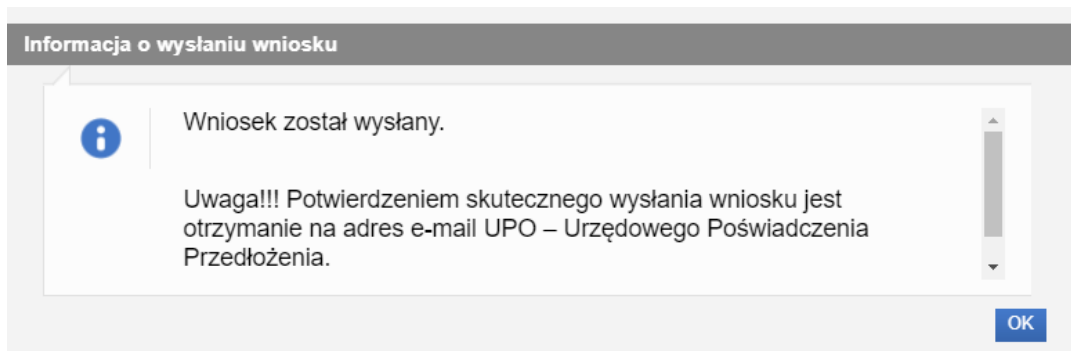 Informacja o wysłaniu wniosku
Wniosek został wysłany.
Uwaga!!! Potwierdzeniem skutecznego wysłania wniosku jest
otrzymanie na adres e-mail UPO – Urzędowego Poświadczenia
Przedłożenia.
OK